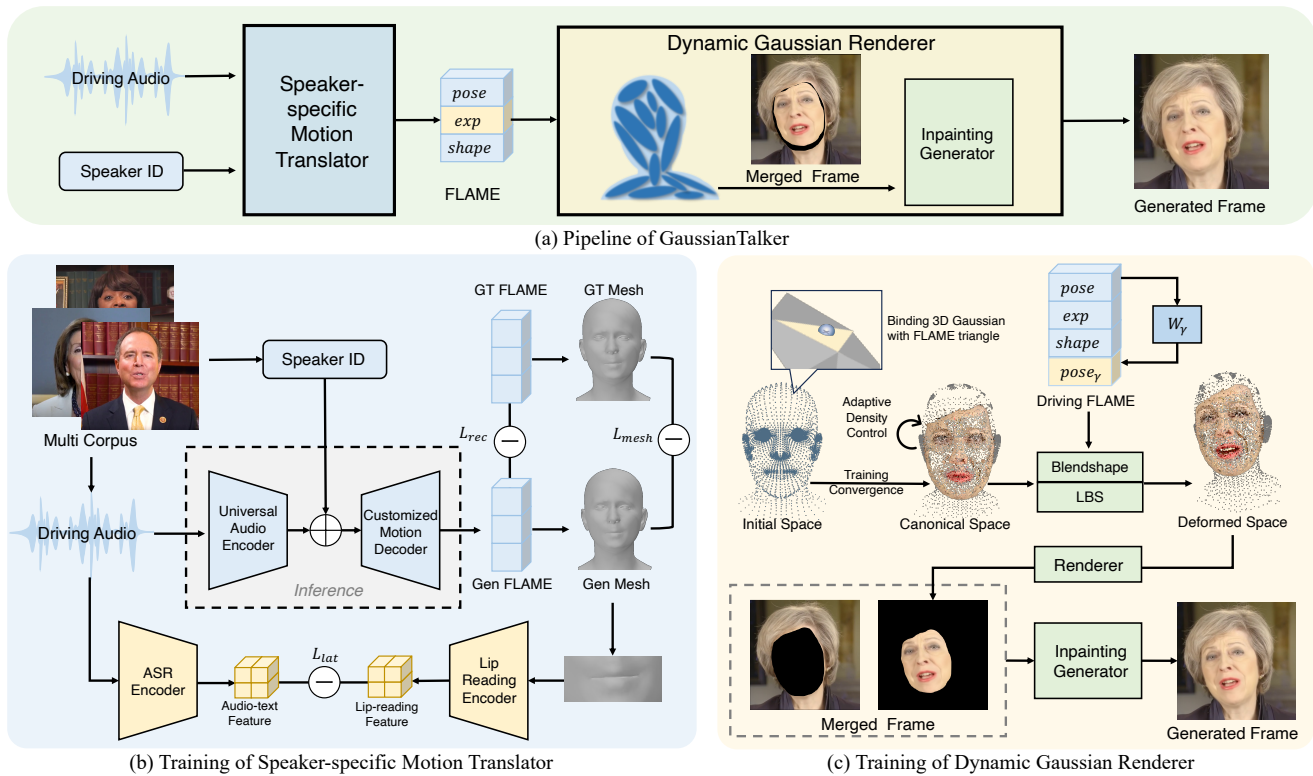 Driving Audio
Speaker ID
Speaker-
specific
Motion
Translator
pose
exp
shape
FLAME
Dynamic Gaussian Renderer
Merged Frame
Inpainting
Generator
Generated Frame
(a) Pipeline of GaussianTalker
Multi Corpus
Speaker ID
Driving Audio
Universal
Audio
Encoder
Customized
Motion
Decoder
Inference
GT FLAME
GT Mesh
L_rec
L_mesh
Gen FLAME
Gen Mesh
ASR
Encoder
Audio-text
Feature
L_lat
Lip-reading
Feature
Lip
Reading
Encoder
(b) Training of Speaker-specific Motion Translator
Binding 3D Gaussian
with FLAME triangle
pose
exp
shape
pose_γ
W_γ
Driving FLAME
Adaptive
Density
Control
Training
Convergence
Initial Space
Canonical Space
Blendshape
LBS
Deformed Space
Renderer
Merged Frame
Inpainting
Generator
Generated Frame
(c) Training of Dynamic Gaussian Renderer